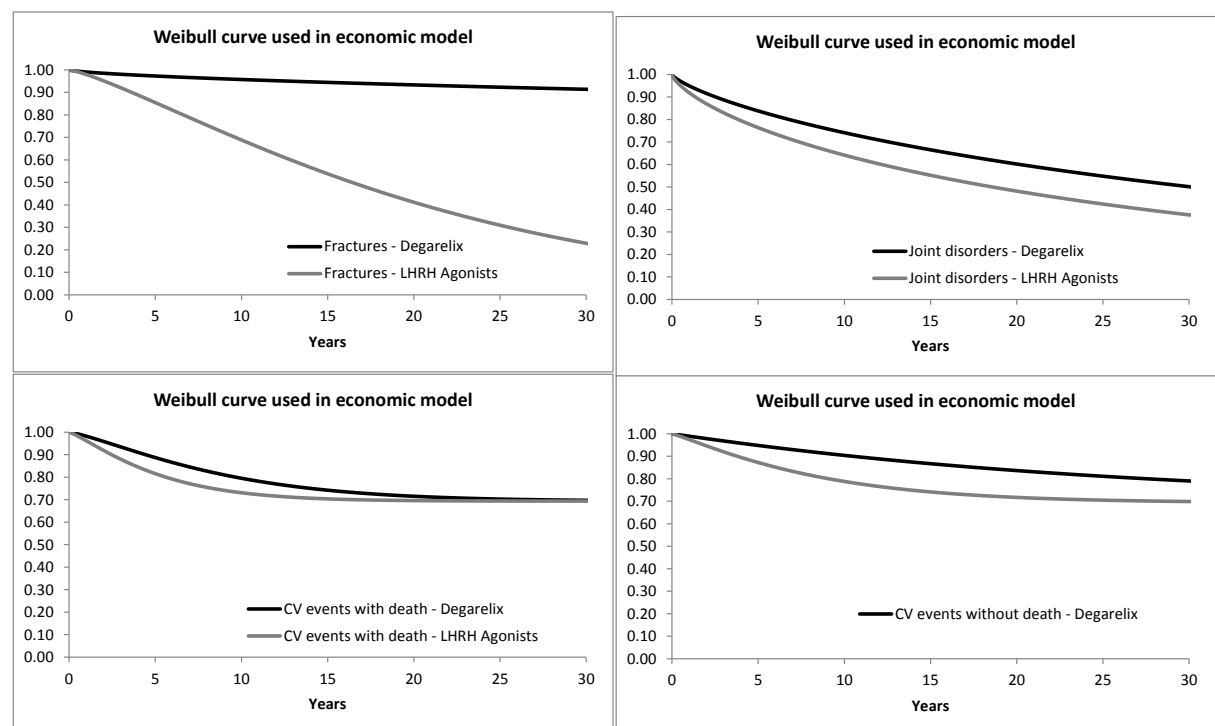 Weibull curve used in economic model
1.00
0.90
0.80
0.70
0.60
0.50
0.40
0.30
0.20
0.10
0.00
Fractures - Degarelix
Fractures - LHRH Agonists
0 5 10 15 20 25 30
Years
Weibull curve used in economic model
1.00
0.90
0.80
0.70
0.60
0.50
0.40
0.30
0.20
0.10
0.00
Joint disorders - Degarelix
Joint disorders - LHRH Agonists
0 5 10 15 20 25 30
Years
Weibull curve used in economic model
1.00
0.90
0.80
0.70
0.60
0.50
0.40
0.30
0.20
0.10
0.00
CV events with death - Degarelix
CV events with death - LHRH Agonists
0 5 10 15 20 25 30
Years
Weibull curve used in economic model
1.00
0.90
0.80
0.70
0.60
0.50
0.40
0.30
0.20
0.10
0.00
CV events without death - Degarelix
0 5 10 15 20 25 30
Years